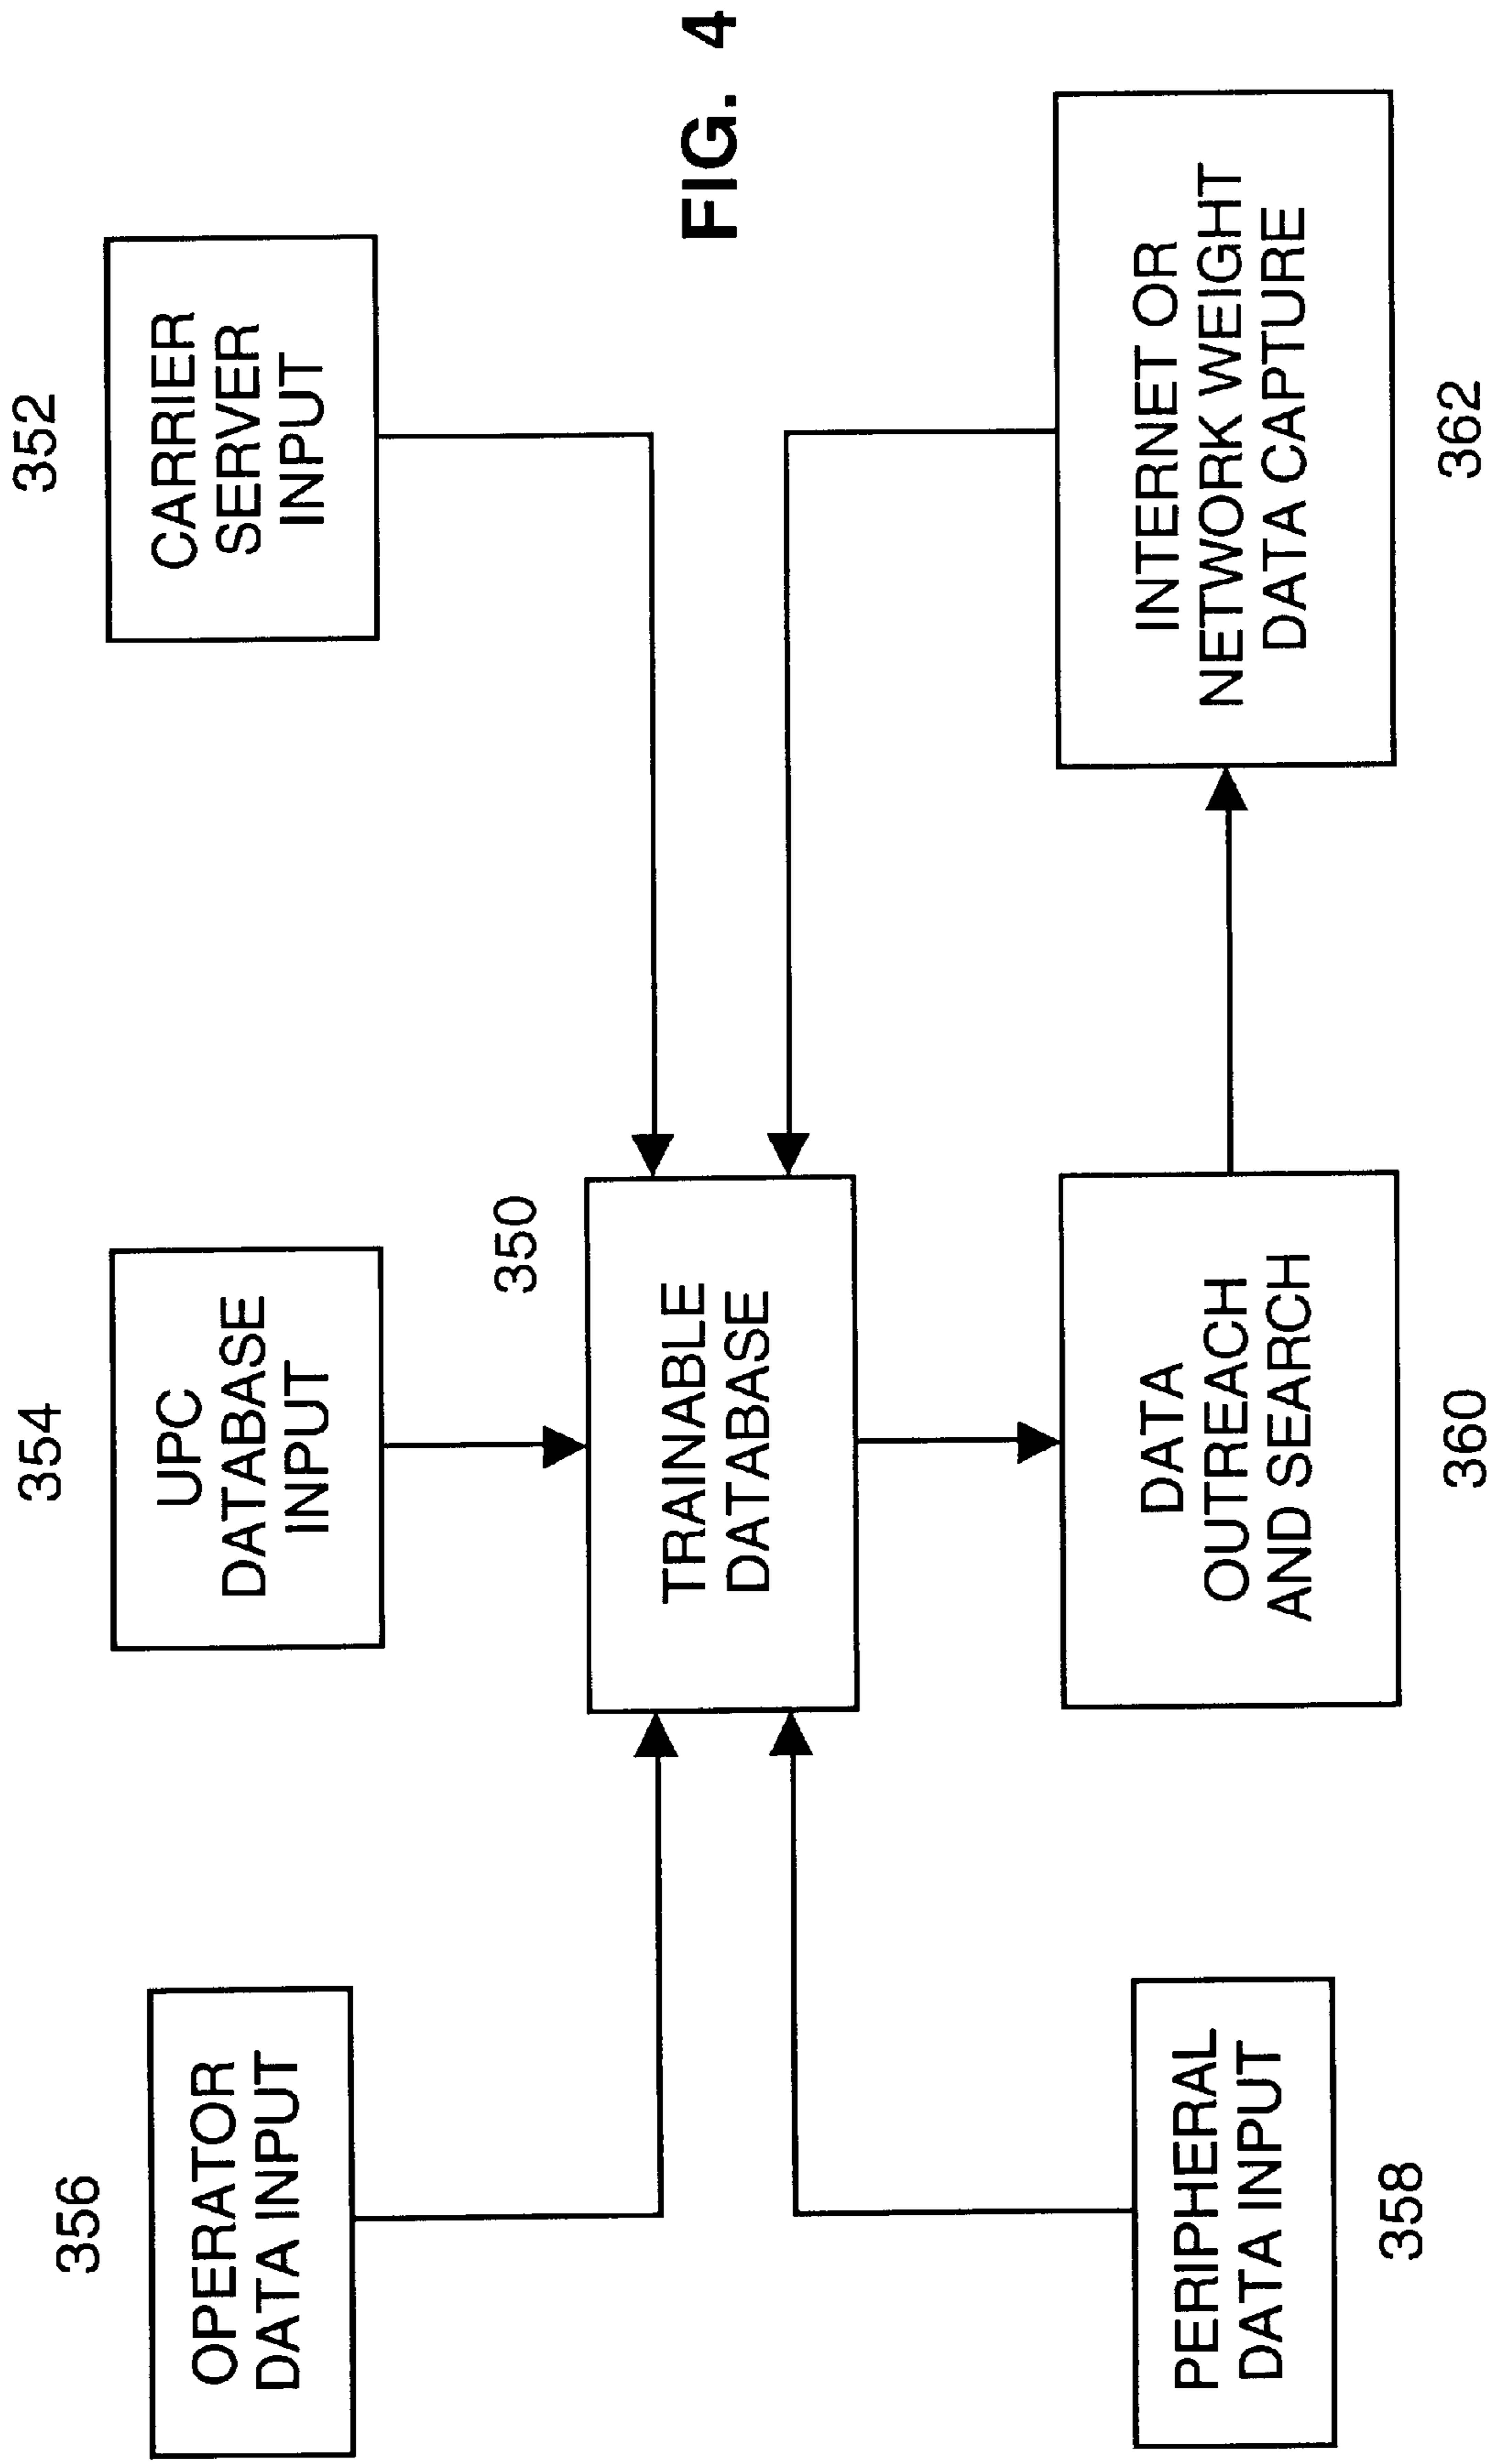 356
OPERATOR
DATA INPUT
354
UPC
DATABASE
INPUT
352
CARRIER
SERVER
INPUT
350
TRAINABLE
DATABASE
FIG. 4
PERIPHERAL
DATA INPUT
358
DATA
OUTREACH
AND SEARCH
360
INTERNET OR
NETWORK WEIGHT
DATA CAPTURE
362